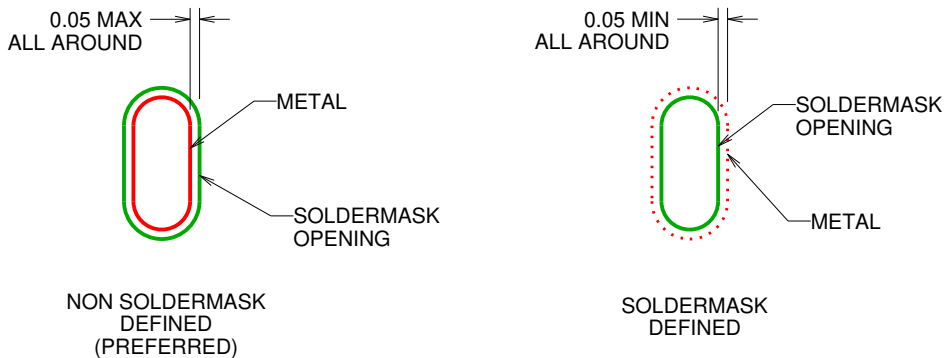 0.05 MAX
ALL AROUND
METAL
SOLDERMASK
OPENING
NON SOLDERMASK
DEFINED
(PREFERRED)
0.05 MIN
ALL AROUND
SOLDERMASK
OPENING
METAL
SOLDERMASK
DEFINED